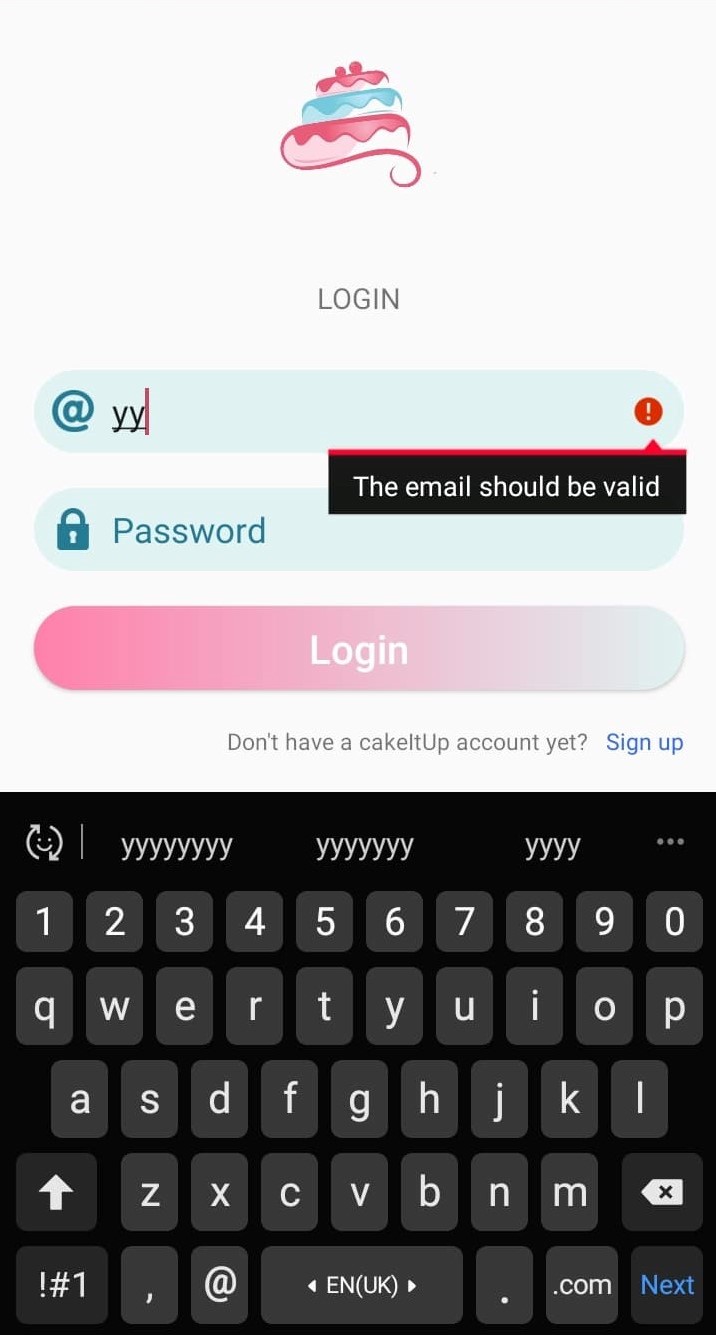 LOGIN
@ yy
The email should be valid
Password
Login
Don't have a cakeItUp account yet? Sign up
yyyyyyyy yyyyyyy yyyy
1 2 3 4 5 6 7 8 9 0
q w e r t y u i o p
a s d f g h j k l
z x c v b n m
!#1 , @ EN(UK) . .com Next